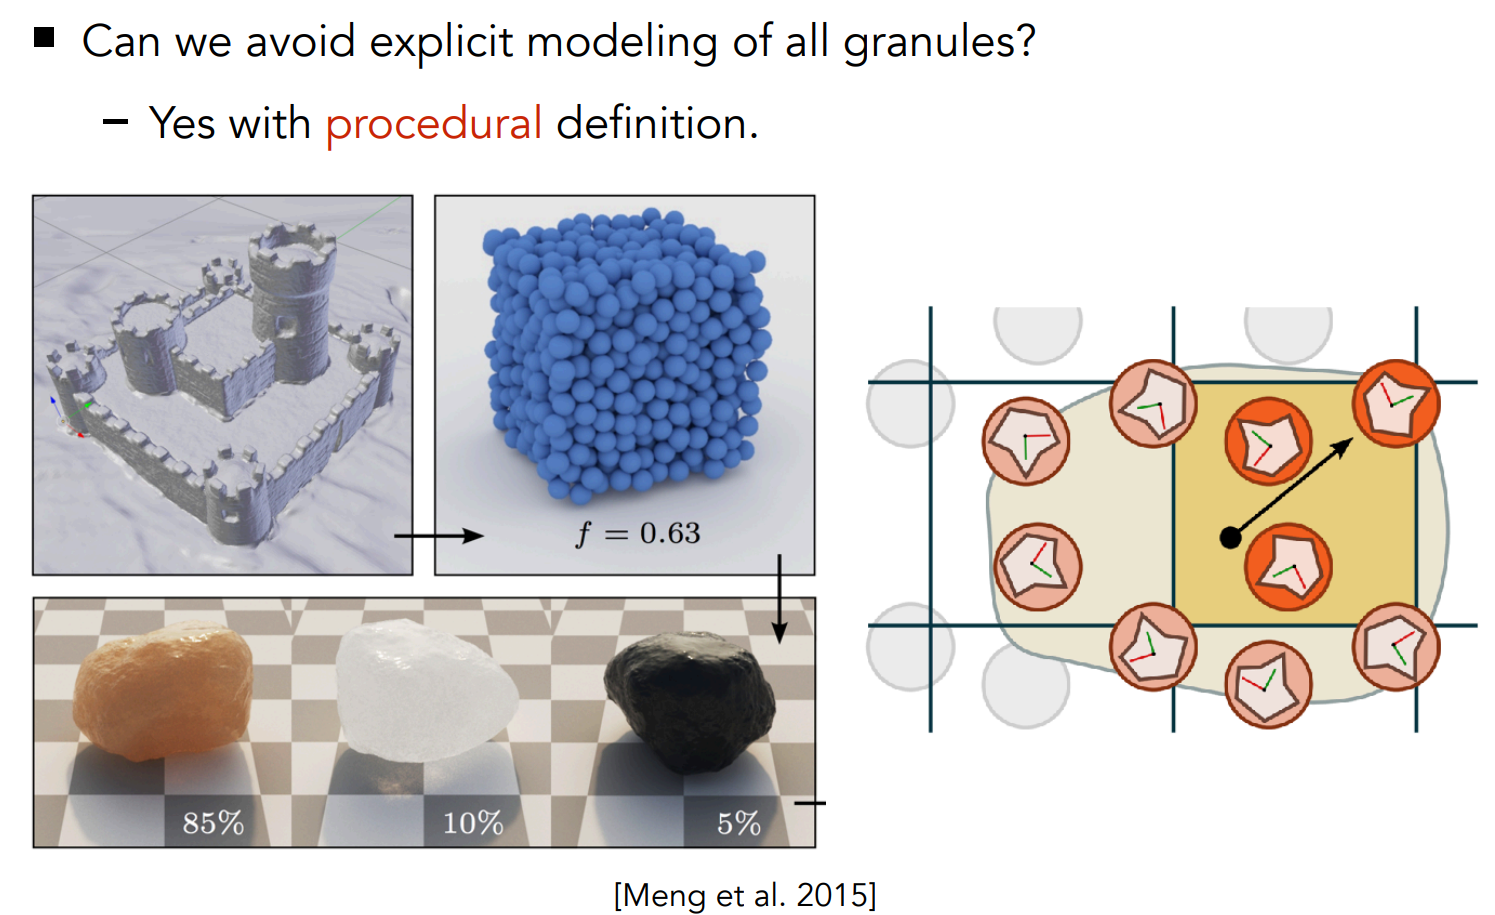 Can we avoid explicit modeling of all granules?
– Yes with procedural definition.
f = 0.63
85%
10%
5%
[Meng et al. 2015]